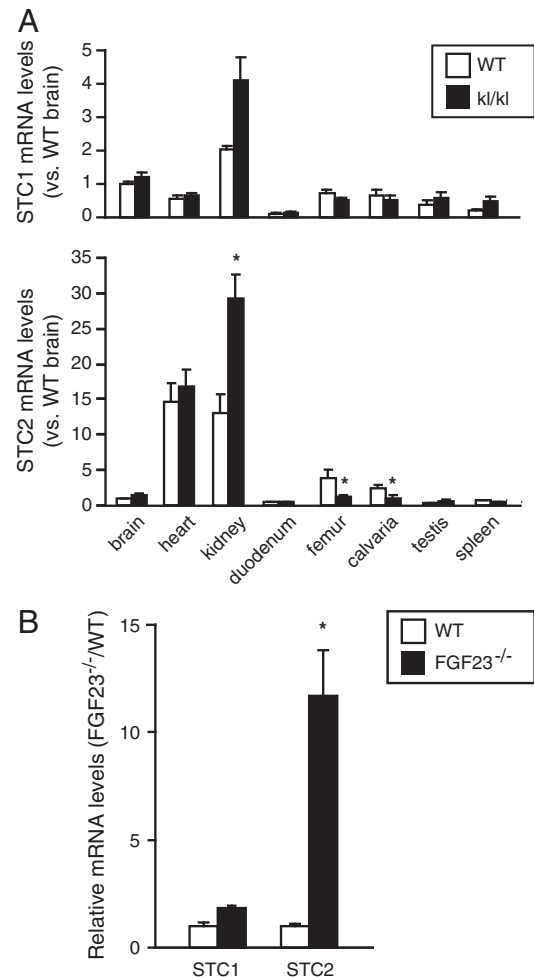 A
STC1 mRNA levels
(vs. WT brain)
5
4
3
2
1
0
WT
kl/kl
STC2 mRNA levels
(vs. WT brain)
35
30
25
20
15
10
5
0
*
*
*
brain
heart
kidney
duodenum
femur
calvaria
testis
spleen
B
Relative mRNA levels (FGF23-/-/WT)
15
10
5
0
*
WT
FGF23-/-
STC1
STC2